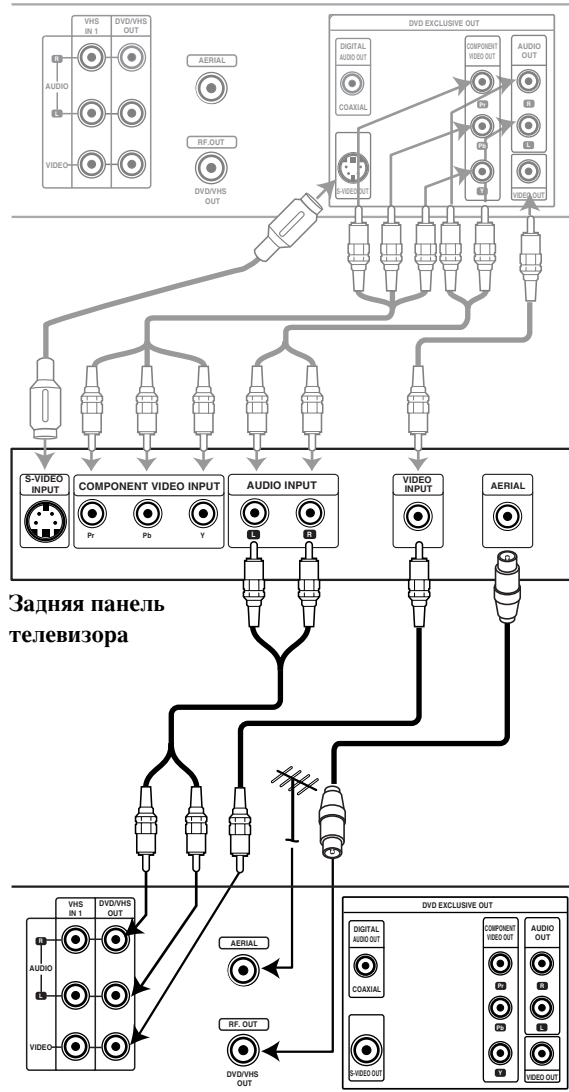 VHS IN 1
DVD/VHS OUT
R
AUDIO
L
VIDEO
AERIAL
RF.OUT
DVD/VHS OUT
DVD EXCLUSIVE OUT
DIGITAL
AUDIO OUT
COAXIAL
S-VIDEO OUT
COMPONENT
VIDEO OUT
Pr
Pb
Y
AUDIO
OUT
R
L
VIDEO OUT
S-VIDEO
INPUT
COMPONENT VIDEO INPUT
Pr Pb Y
AUDIO INPUT
L R
VIDEO
INPUT
AERIAL
Задняя панель
телевизора
VHS IN 1
DVD/VHS OUT
R
AUDIO
L
VIDEO
AERIAL
RF. OUT
DVD/VHS OUT
DVD EXCLUSIVE OUT
DIGITAL
AUDIO OUT
COAXIAL
S-VIDEO OUT
COMPONENT
VIDEO OUT
Pr
Pb
Y
AUDIO
OUT
R
L
VIDEO OUT